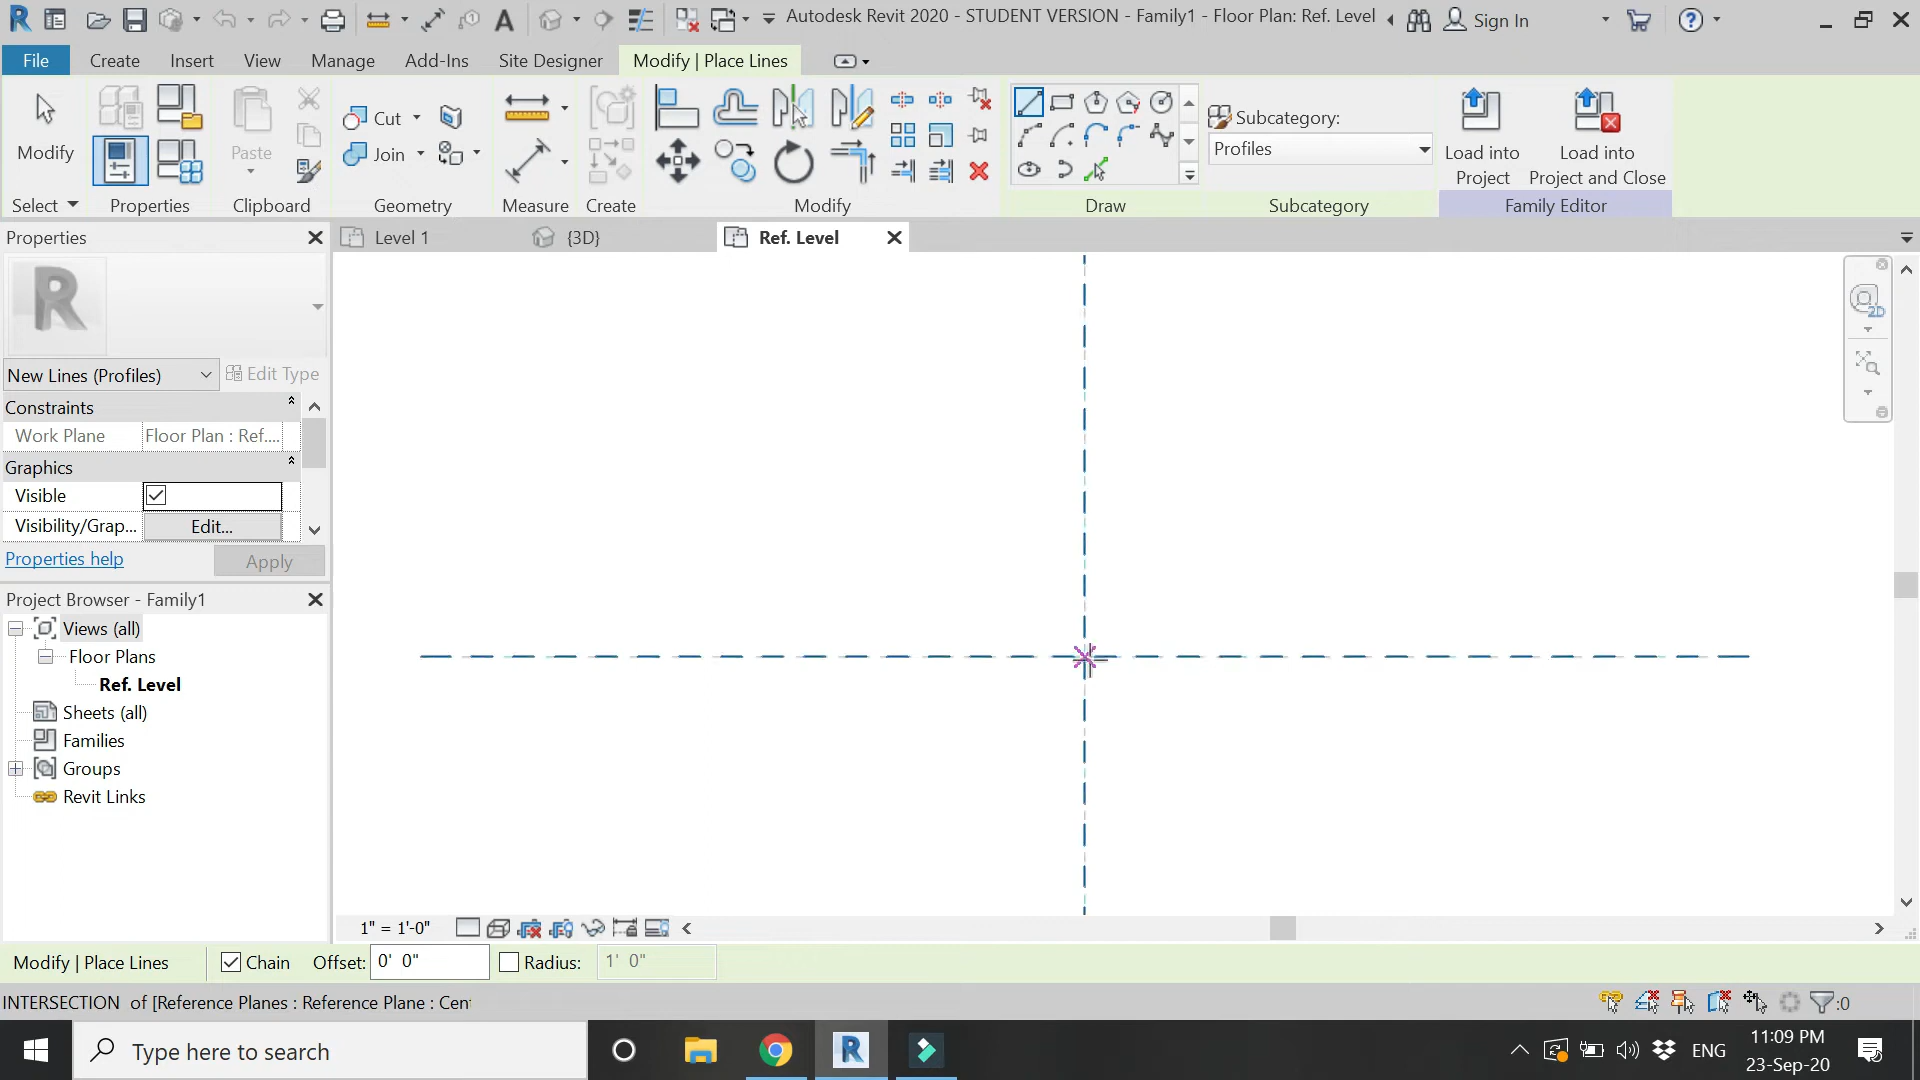 Autodesk Revit 2020 - STUDENT VERSION - Family1 - Floor Plan: Ref. Level
Sign In
File
Create
Insert
View
Manage
Add-Ins
Site Designer
Modify | Place Lines
Modify
Paste
Cut
Join
Subcategory:
Profiles
Load into
Project
Load into
Project and Close
Select
Properties
Clipboard
Geometry
Measure
Create
Modify
Draw
Subcategory
Family Editor
Properties
Level 1
{3D}
Ref. Level
New Lines (Profiles)
Edit Type
Constraints
Work Plane
Floor Plan : Ref....
Graphics
Visible
Visibility/Grap...
Edit...
Properties help
Apply
Project Browser - Family1
Views (all)
Floor Plans
Ref. Level
Sheets (all)
Families
Groups
Revit Links
2D
1" = 1'-0"
Modify | Place Lines
Chain
Offset:
0' 0"
Radius:
1' 0"
INTERSECTION of [Reference Planes : Reference Plane : Cent
:0
Type here to search
ENG
11:09 PM
23-Sep-20